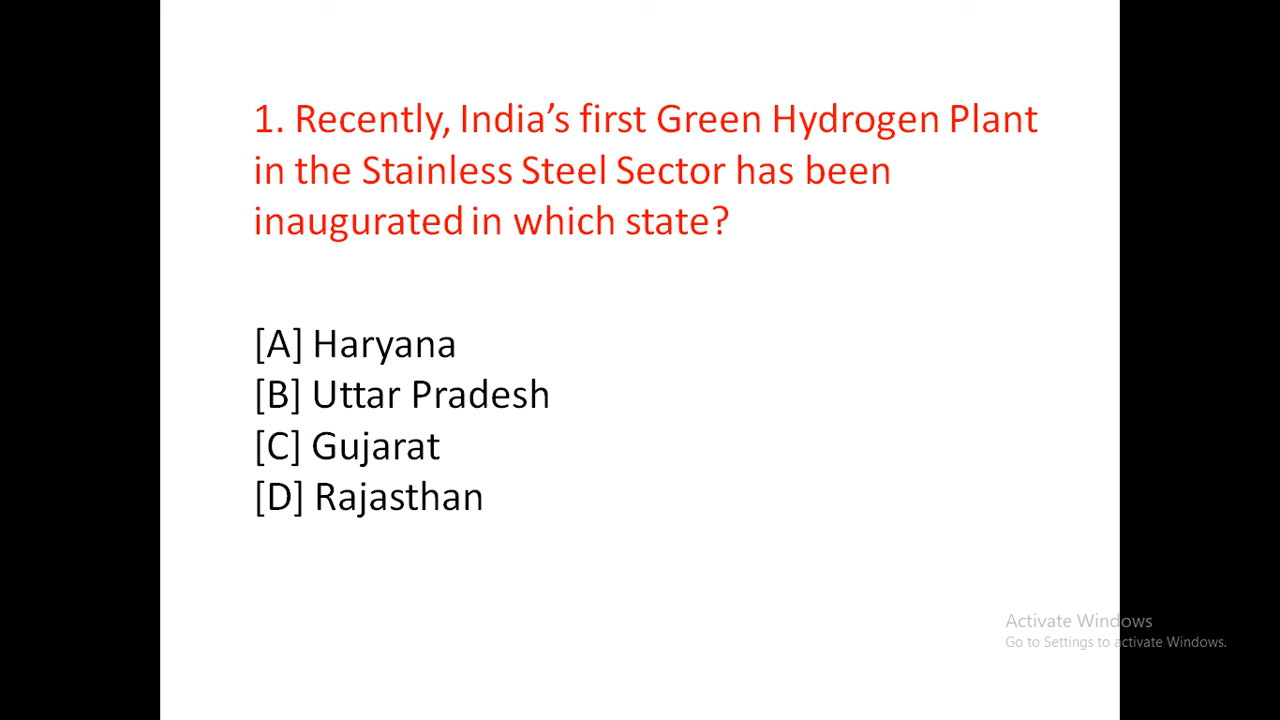 1. Recently, India’s first Green Hydrogen Plant
in the Stainless Steel Sector has been
inaugurated in which state?
[A] Haryana
[B] Uttar Pradesh
[C] Gujarat
[D] Rajasthan
Activate Windows
Go to Settings to activate Windows.